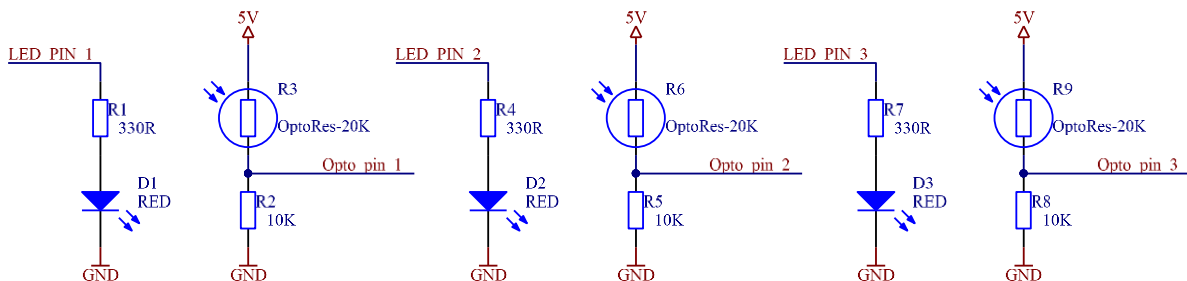 5V
LED PIN 1
R3
R1
330R
OptoRes-20K
Opto pin 1
D1
RED
R2
10K
GND
GND
5V
LED PIN 2
R6
R4
330R
OptoRes-20K
Opto pin 2
D2
RED
R5
10K
GND
GND
5V
LED PIN 3
R9
R7
330R
OptoRes-20K
Opto pin 3
D3
RED
R8
10K
GND
GND